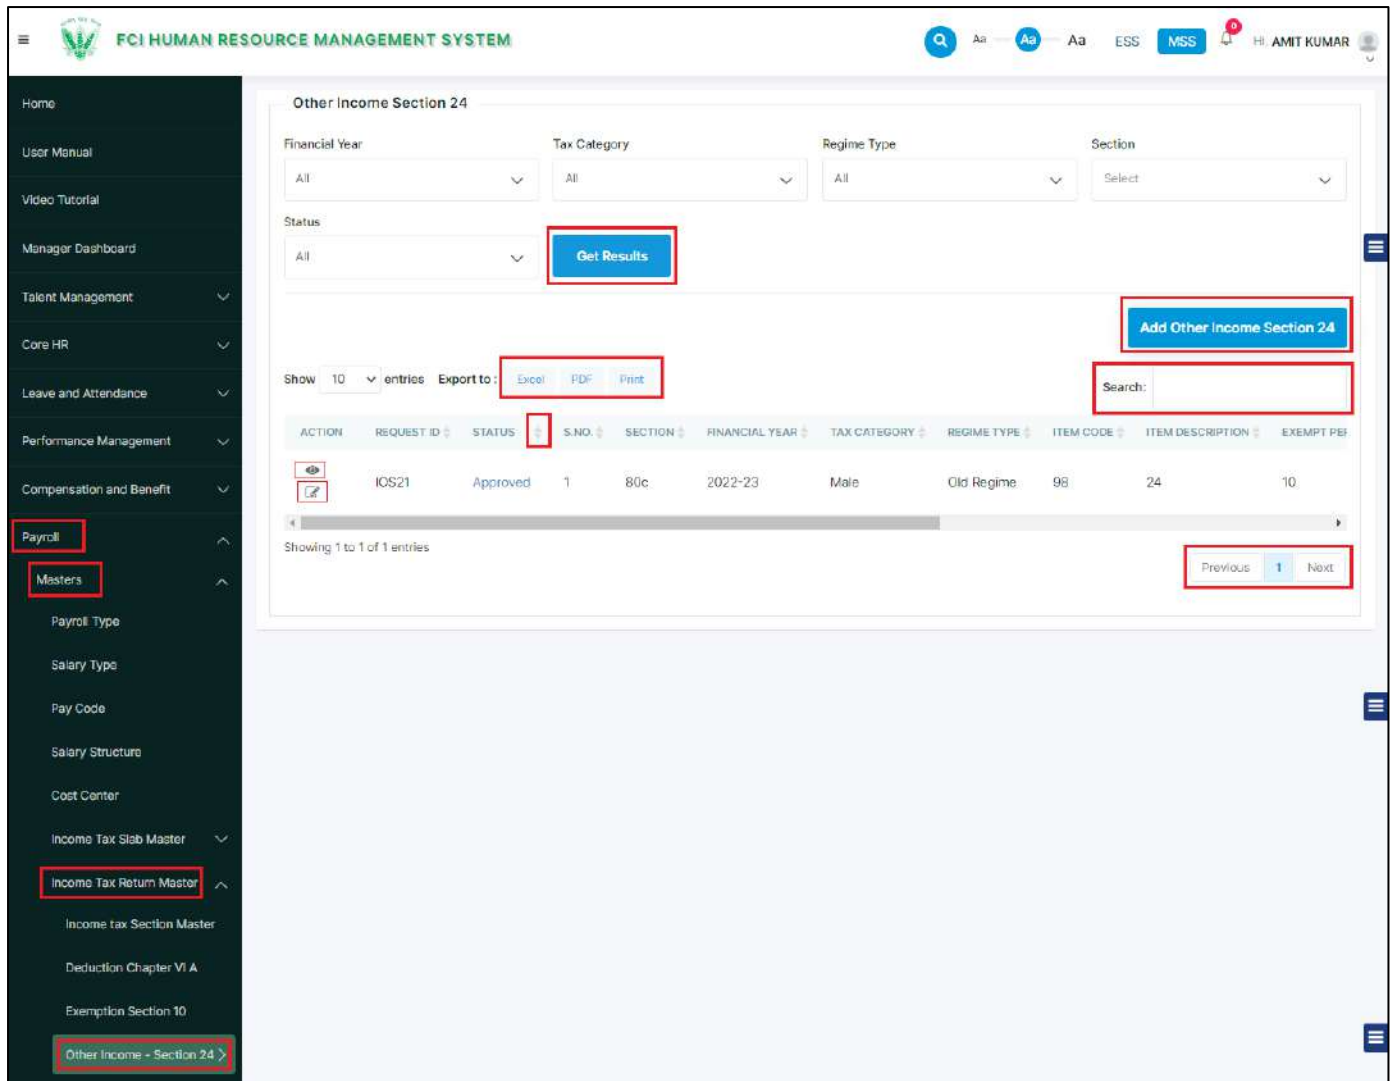 FCI HUMAN RESOURCE MANAGEMENT SYSTEM
Aa Aa Aa ESS MSS 0 Hi, AMIT KUMAR
Home
User Manual
Video Tutorial
Manager Dashboard
Talent Management
Core HR
Leave and Attendance
Performance Management
Compensation and Benefit
Payroll
Masters
Payroll Type
Salary Type
Pay Code
Salary Structure
Cost Center
Income Tax Slab Master
Income Tax Return Master
Income tax Section Master
Deduction Chapter VI A
Exemption Section 10
Other Income - Section 24
Other Income Section 24
Financial Year Tax Category Regime Type Section
All All All Select
Status
All Get Results
Add Other Income Section 24
Show 10 entries Export to : Excel PDF Print Search:
ACTION REQUEST ID STATUS S.NO. SECTION FINANCIAL YEAR TAX CATEGORY REGIME TYPE ITEM CODE ITEM DESCRIPTION EXEMPT PER
IOS21 Approved 1 80c 2022-23 Male Old Regime 98 24 10
Showing 1 to 1 of 1 entries
Previous 1 Next